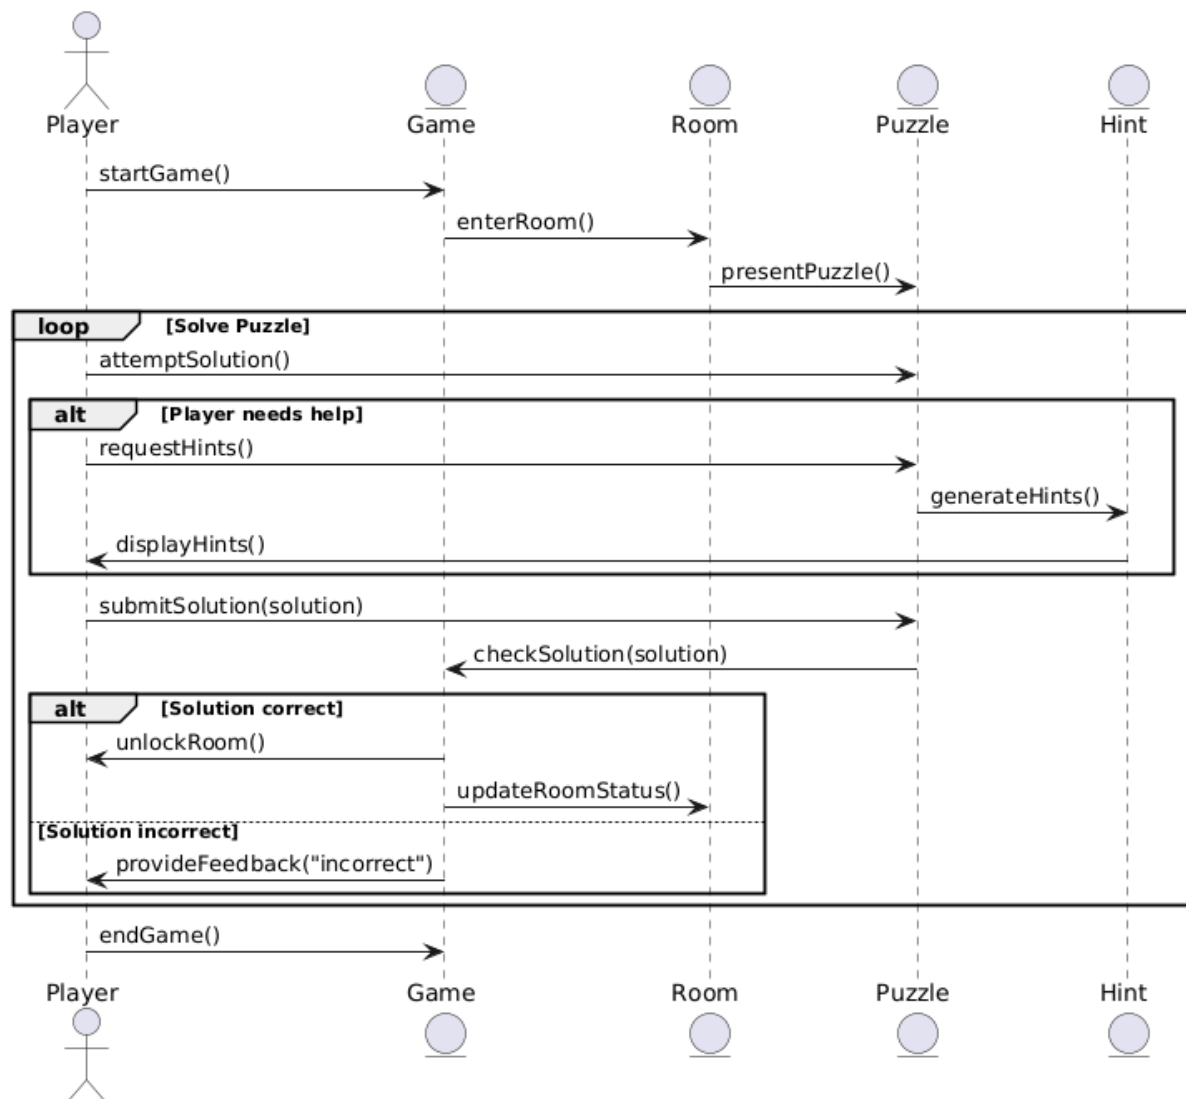 Player Game Room Puzzle Hint
startGame()
enterRoom()
presentPuzzle()
loop [Solve Puzzle]
attemptSolution()
alt [Player needs help]
requestHints()
generateHints()
displayHints()
submitSolution(solution)
checkSolution(solution)
alt [Solution correct]
unlockRoom()
updateRoomStatus()
[Solution incorrect]
provideFeedback("incorrect")
endGame()
Player Game Room Puzzle Hint